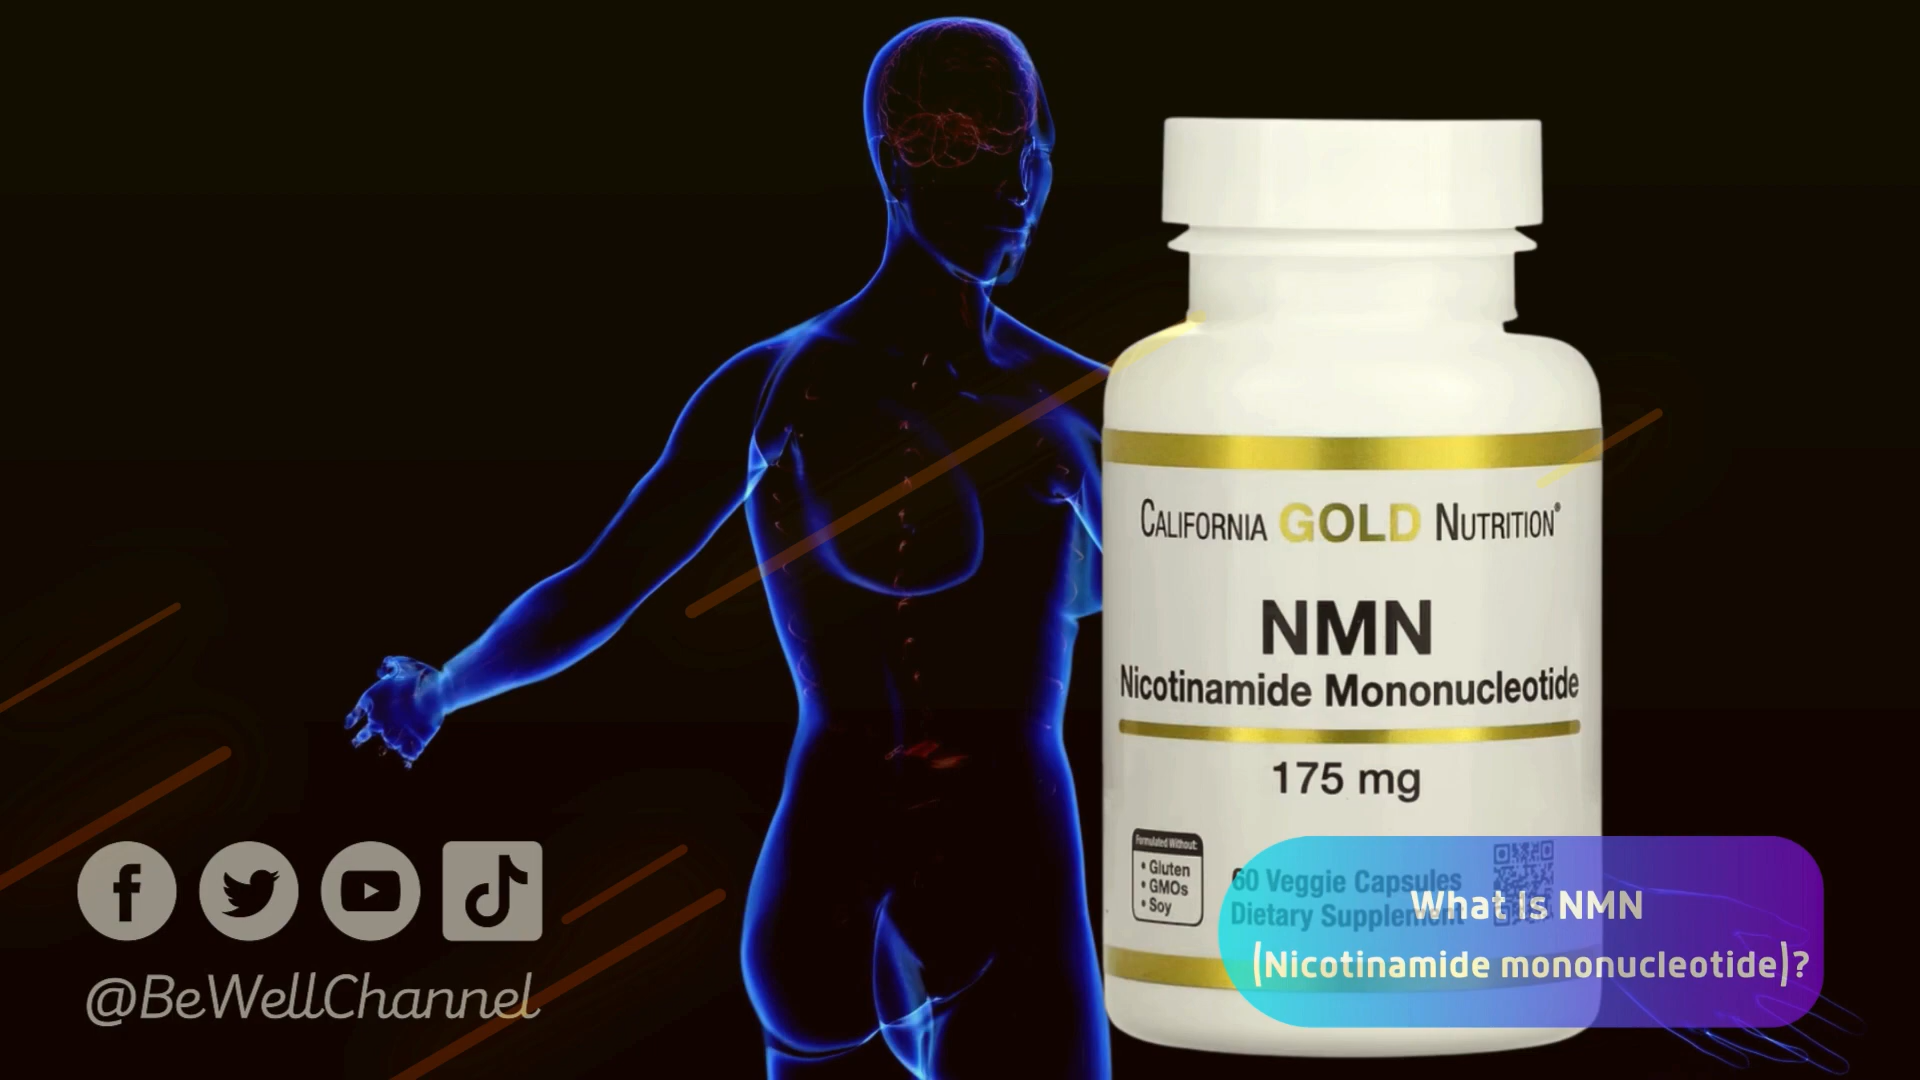 California GOLD Nutrition®
NMN
Nicotinamide Mononucleotide
175 mg
Formulated Without:
• Gluten
• GMOs
• Soy
60 Veggie Capsules
Dietary Supplement
What is NMN
(Nicotinamide mononucleotide)?
@BeWellChannel